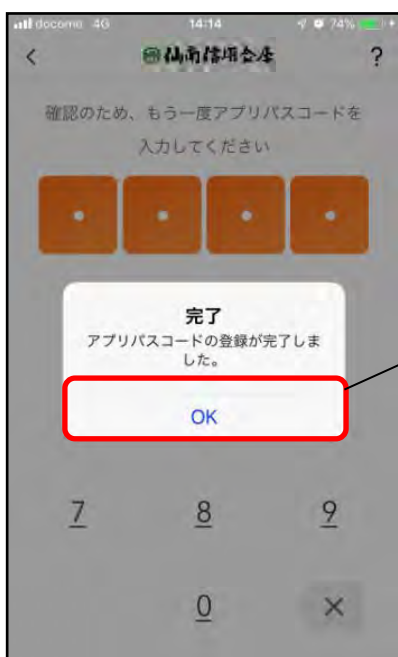 docomo 4G 14:14 74%
< 仙南信用金庫 ?
確認のため、もう一度アプリパスコードを
入力してください
完了
アプリパスコードの登録が完了しま
した。
OK
7 8 9
0 ×